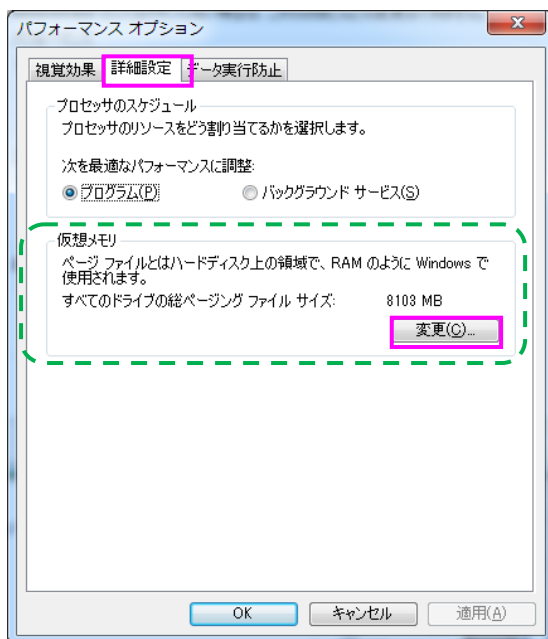 パフォーマンス オプション
視覚効果 詳細設定 データ実行防止
プロセッサのスケジュール
プロセッサのリソースをどう割り当てるかを選択します。
次を最適なパフォーマンスに調整:
プログラム(P) バックグラウンド サービス(S)
仮想メモリ
ページ ファイルとはハードディスク上の領域で、RAM のように Windows で
使用されます。
すべてのドライブの総ページング ファイル サイズ: 8103 MB
変更(C)...
OK キャンセル 適用(A)